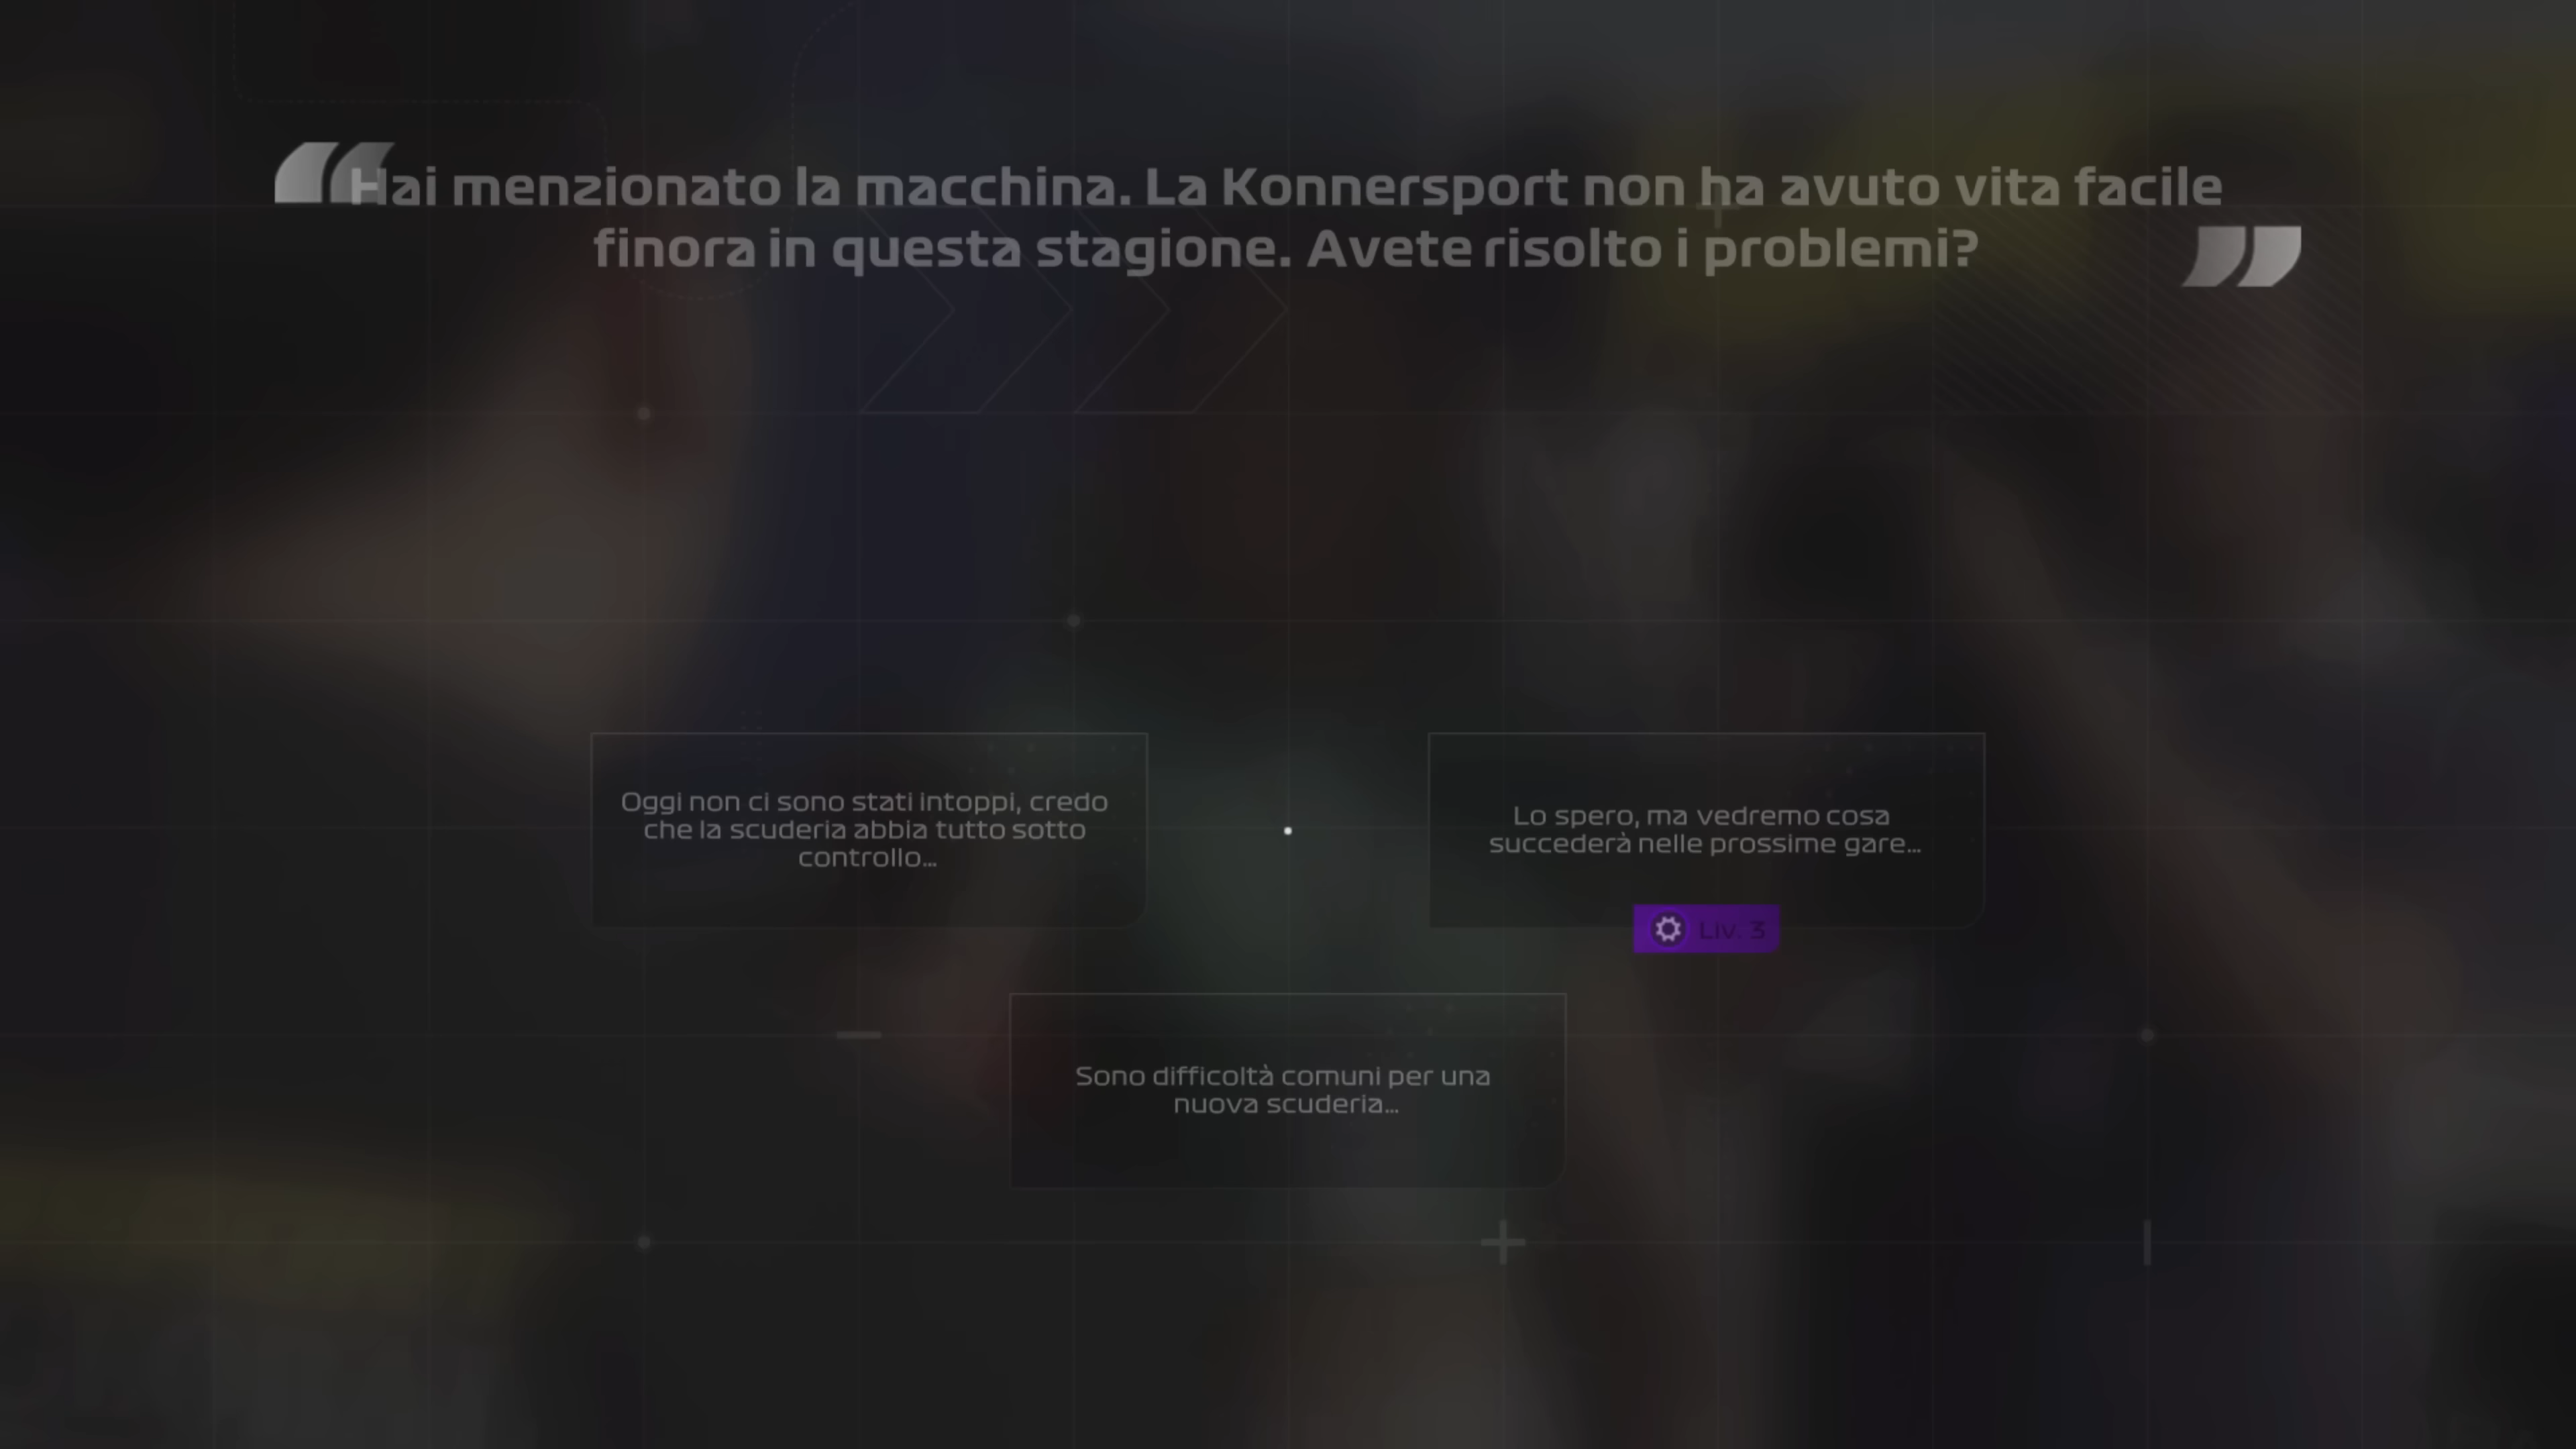 Hai menzionato la macchina. La Konnersport non ha avuto vita facile
finora in questa stagione. Avete risolto i problemi?
Oggi non ci sono stati intoppi, credo
che la scuderia abbia tutto sotto
controllo...
Lo spero, ma vedremo cosa
succederà nelle prossime gare...
Liv. 3
Sono difficoltà comuni per una
nuova scuderia...